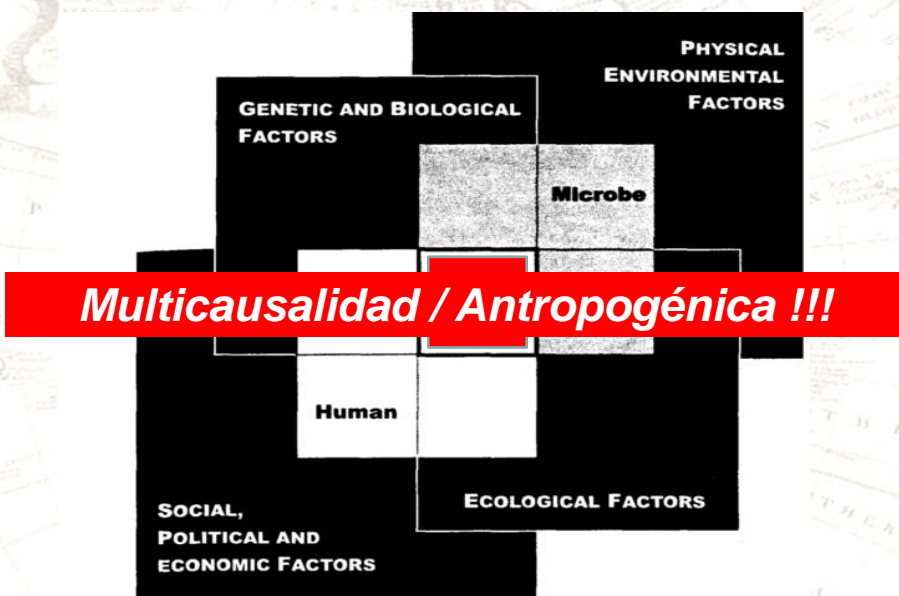 PHYSICAL
ENVIRONMENTAL
FACTORS
GENETIC AND BIOLOGICAL
FACTORS
Microbe
Multicausalidad / Antropogénica !!!
Human
ECOLOGICAL FACTORS
SOCIAL,
POLITICAL AND
ECONOMIC FACTORS